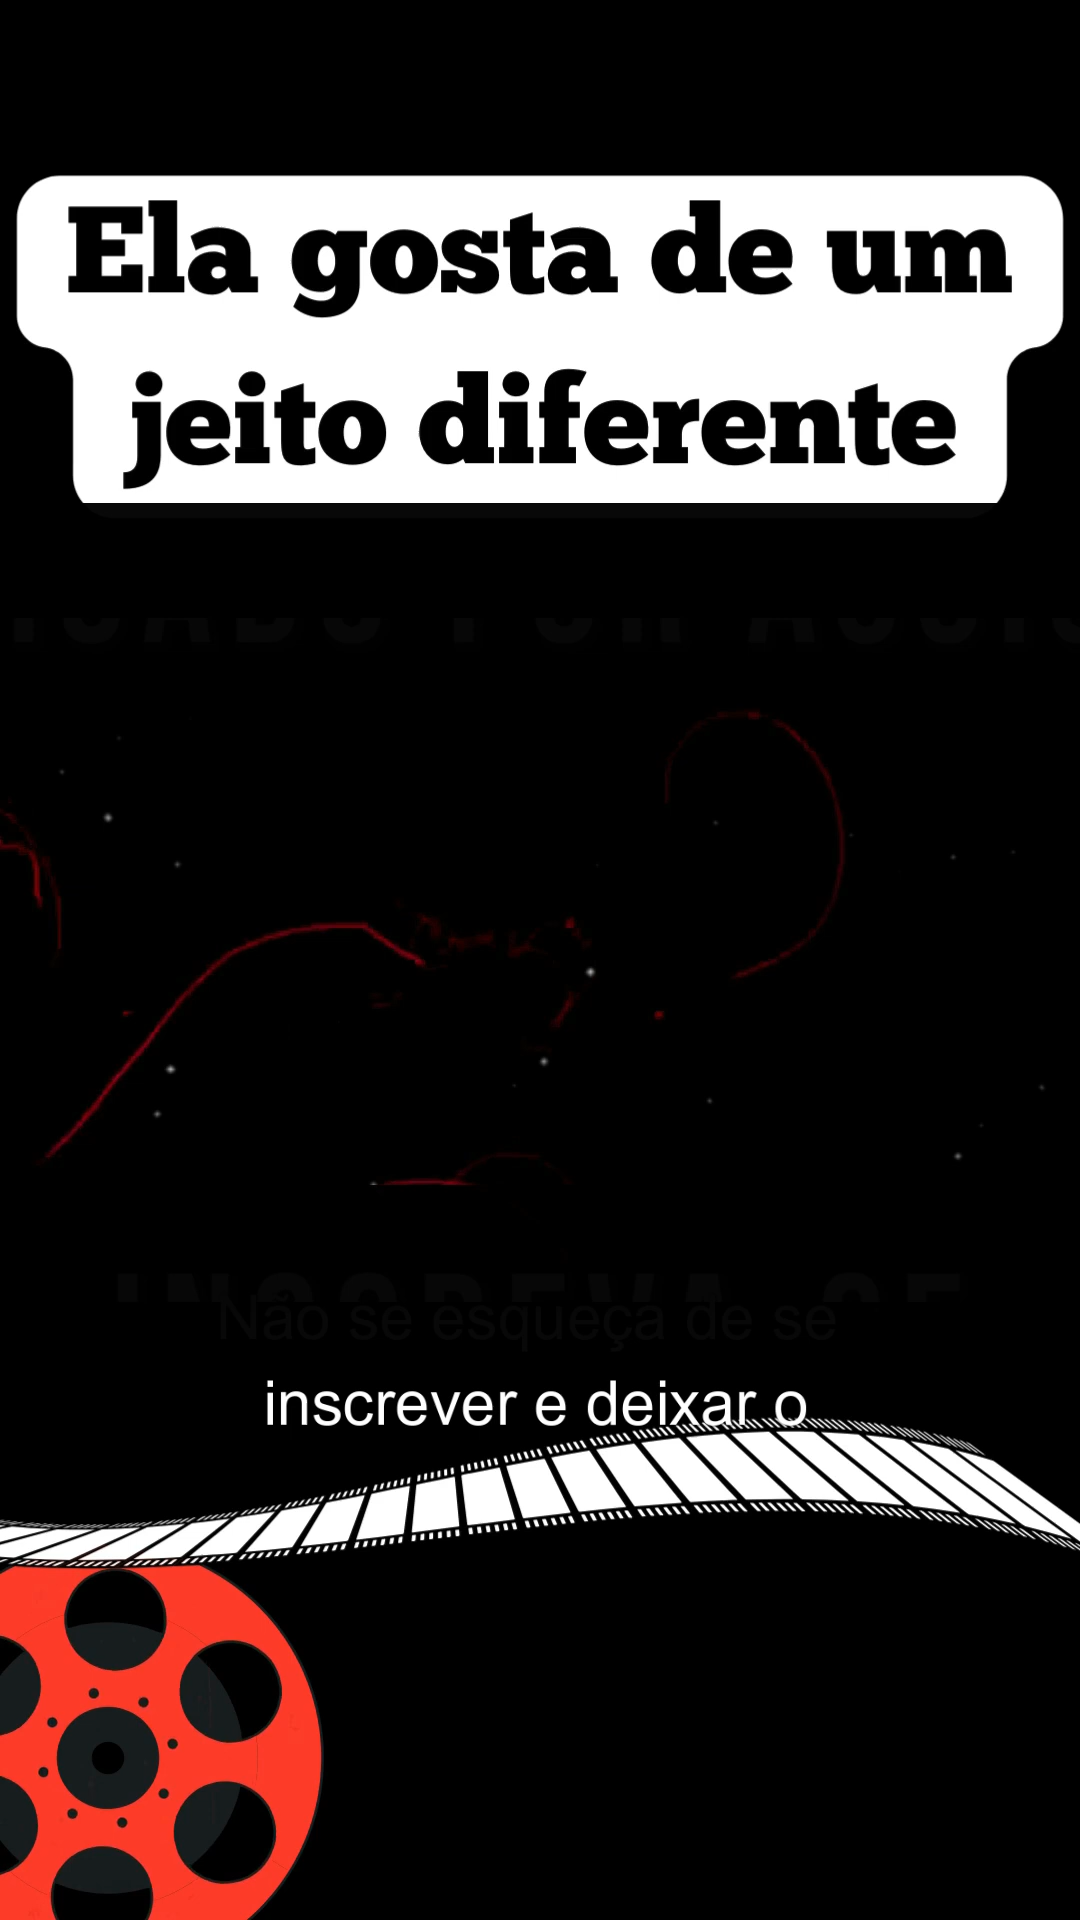 Ela gosta de um
jeito diferente
Não se esqueça de se
inscrever e deixar o